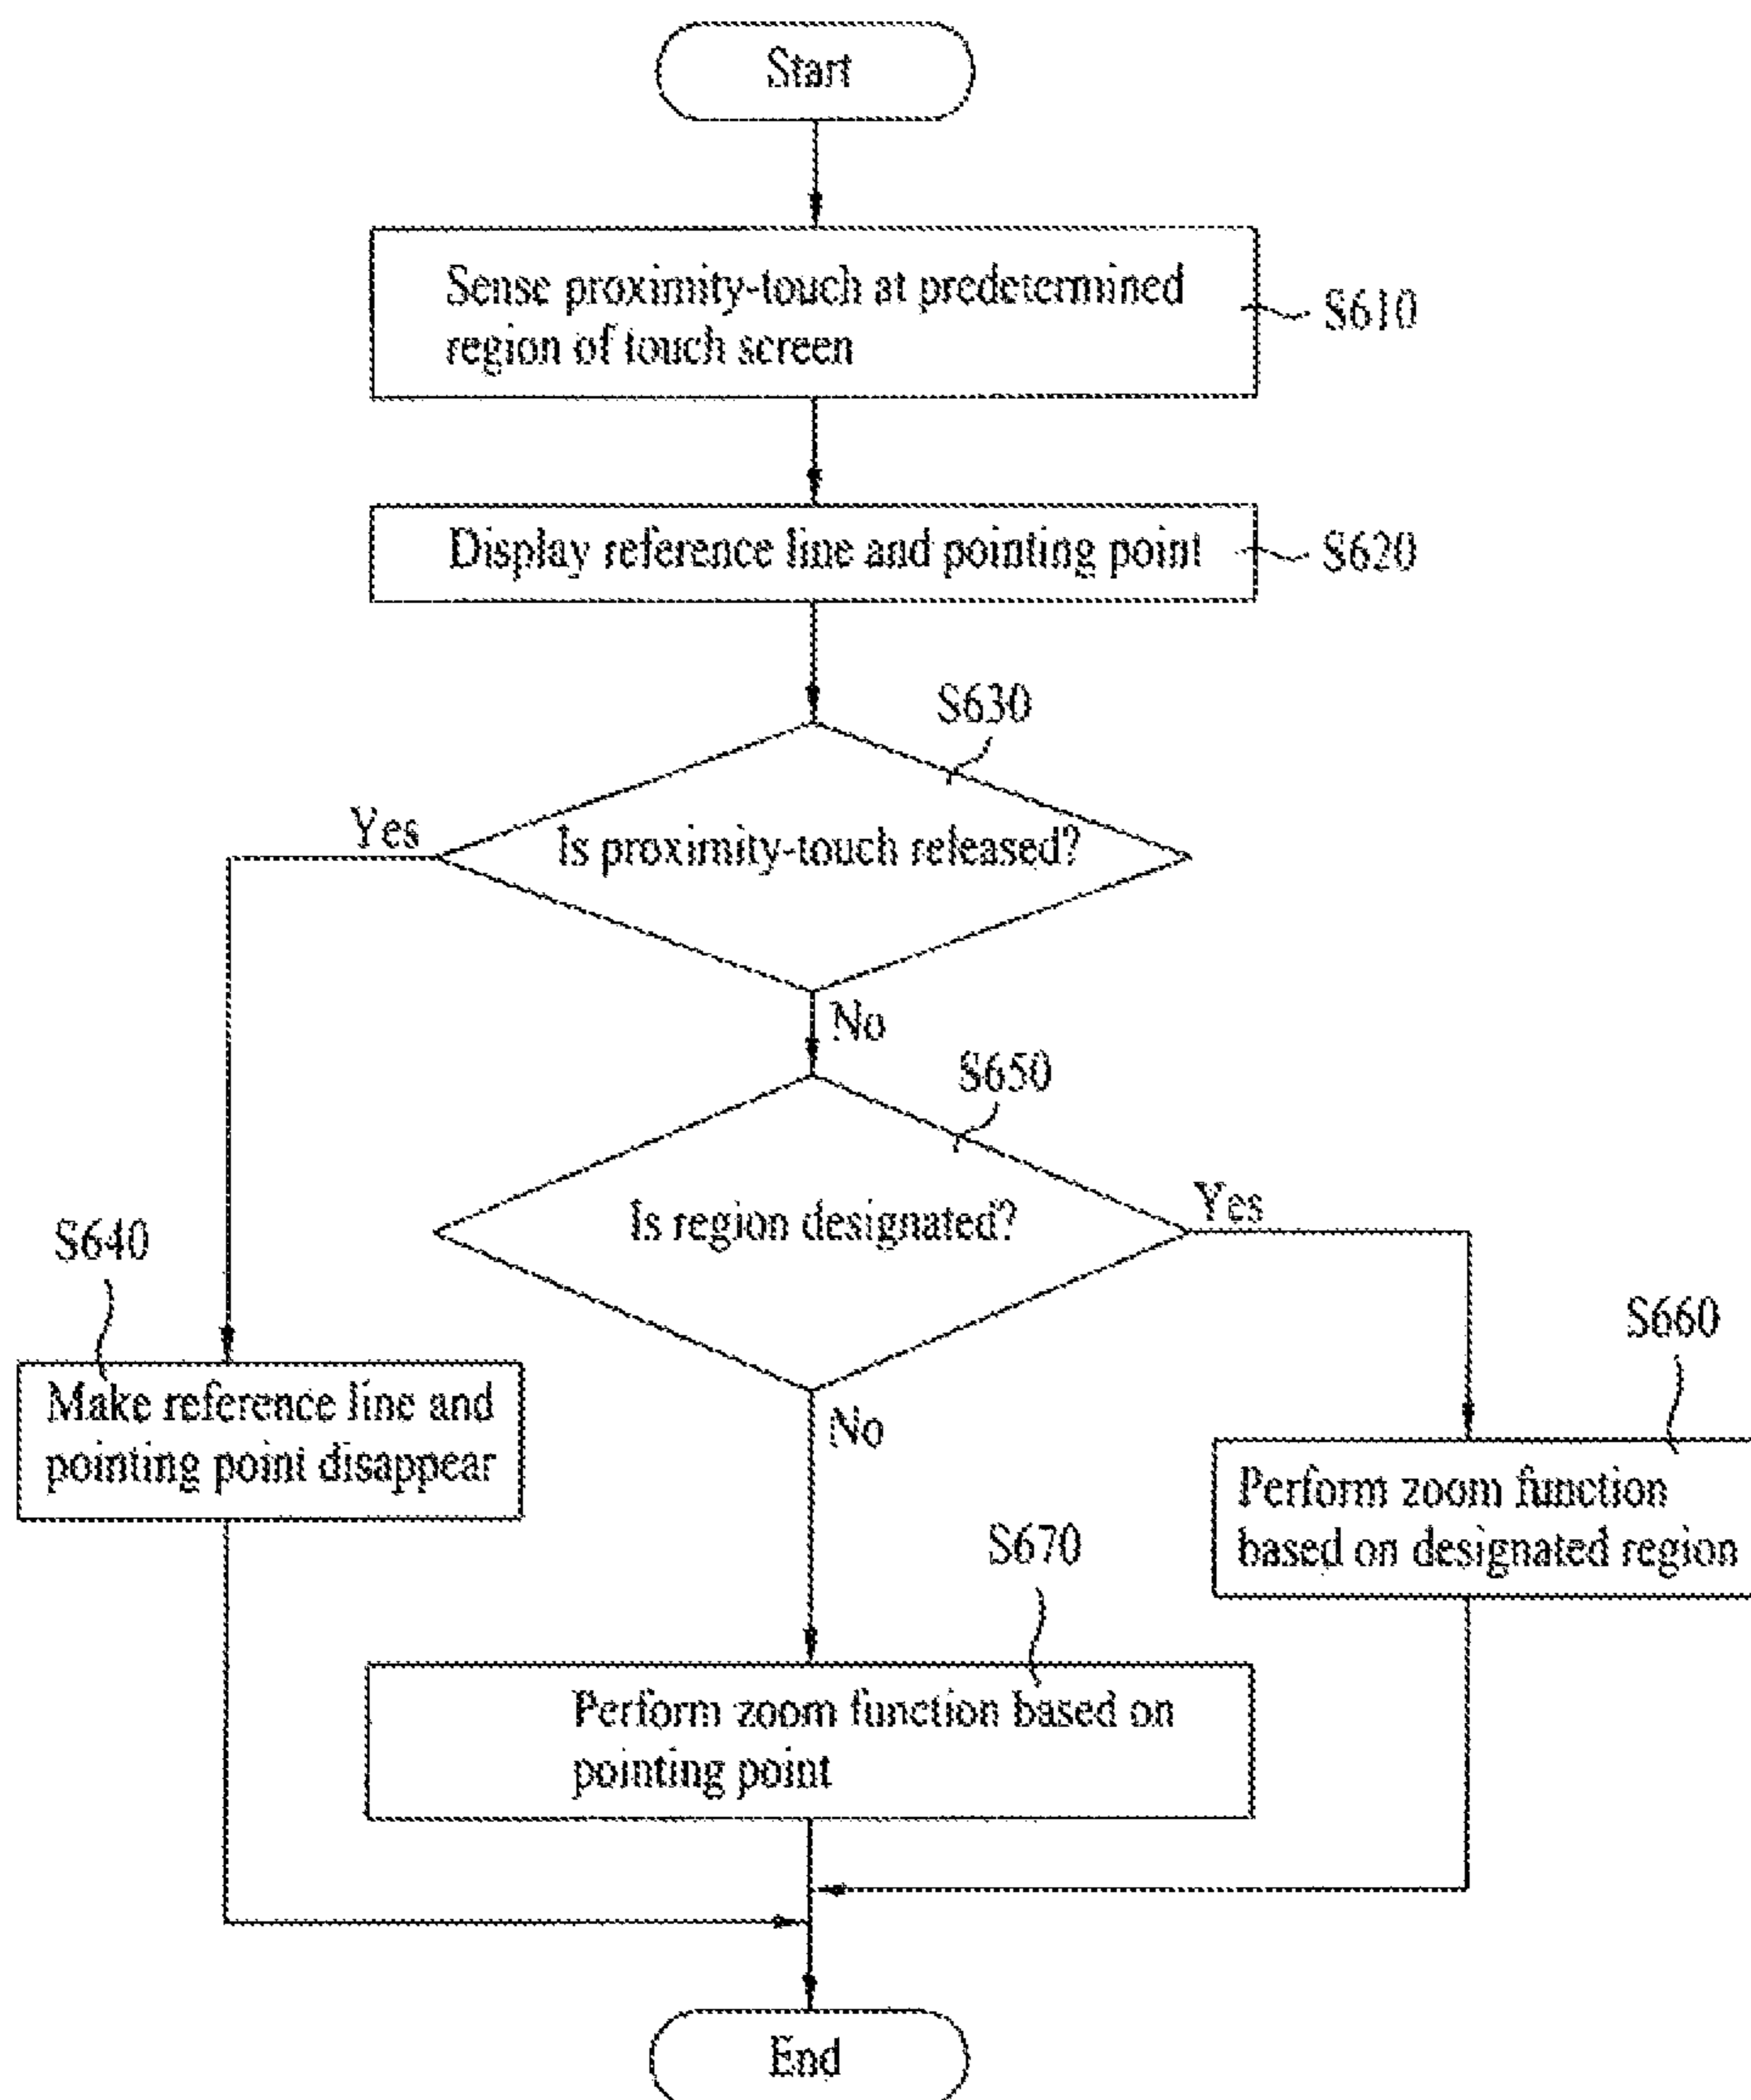 Start
Sense proximity-touch at predetermined
region of touch screen
S610
Display reference line and pointing point
S620
S630
Yes
Is proximity-touch released?
No
S650
Is region designated?
Yes
S640
Make reference line and
pointing point disappear
No
S660
Perform zoom function
based on designated region
S670
Perform zoom function based on
pointing point
End